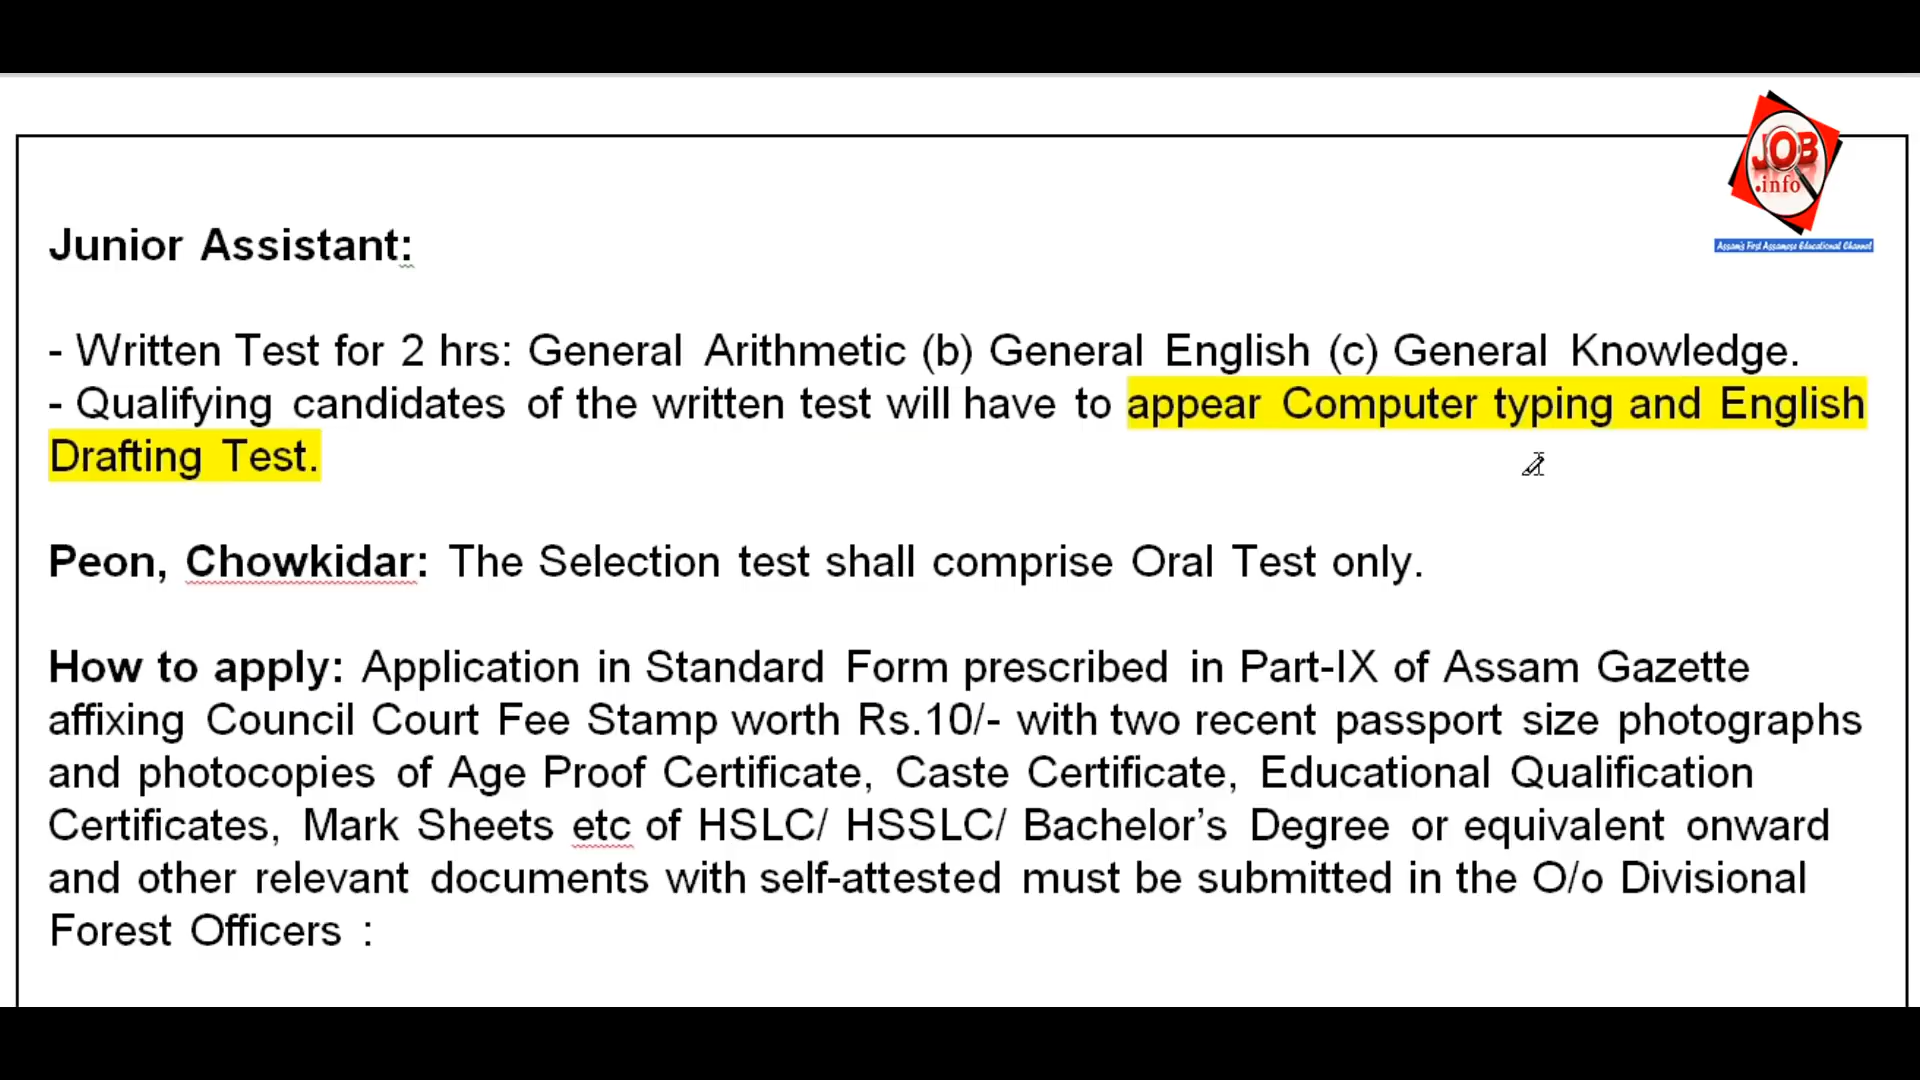 JOB
.info
Assam's First Assamese Educational Channel
Junior Assistant:
- Written Test for 2 hrs: General Arithmetic (b) General English (c) General Knowledge.
- Qualifying candidates of the written test will have to appear Computer typing and English
Drafting Test.
Peon, Chowkidar: The Selection test shall comprise Oral Test only.
How to apply: Application in Standard Form prescribed in Part-IX of Assam Gazette
affixing Council Court Fee Stamp worth Rs.10/- with two recent passport size photographs
and photocopies of Age Proof Certificate, Caste Certificate, Educational Qualification
Certificates, Mark Sheets etc of HSLC/ HSSLC/ Bachelor’s Degree or equivalent onward
and other relevant documents with self-attested must be submitted in the O/o Divisional
Forest Officers :